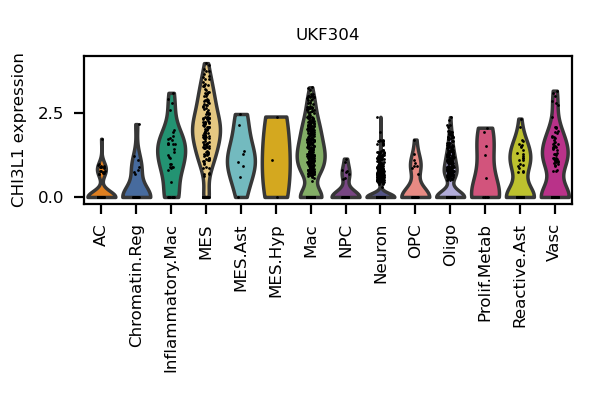 UKF304
CHI3L1 expression
2.5
0.0
AC
Chromatin.Reg
Inflammatory.Mac
MES
MES.Ast
MES.Hyp
Mac
NPC
Neuron
OPC
Oligo
Prolif.Metab
Reactive.Ast
Vasc